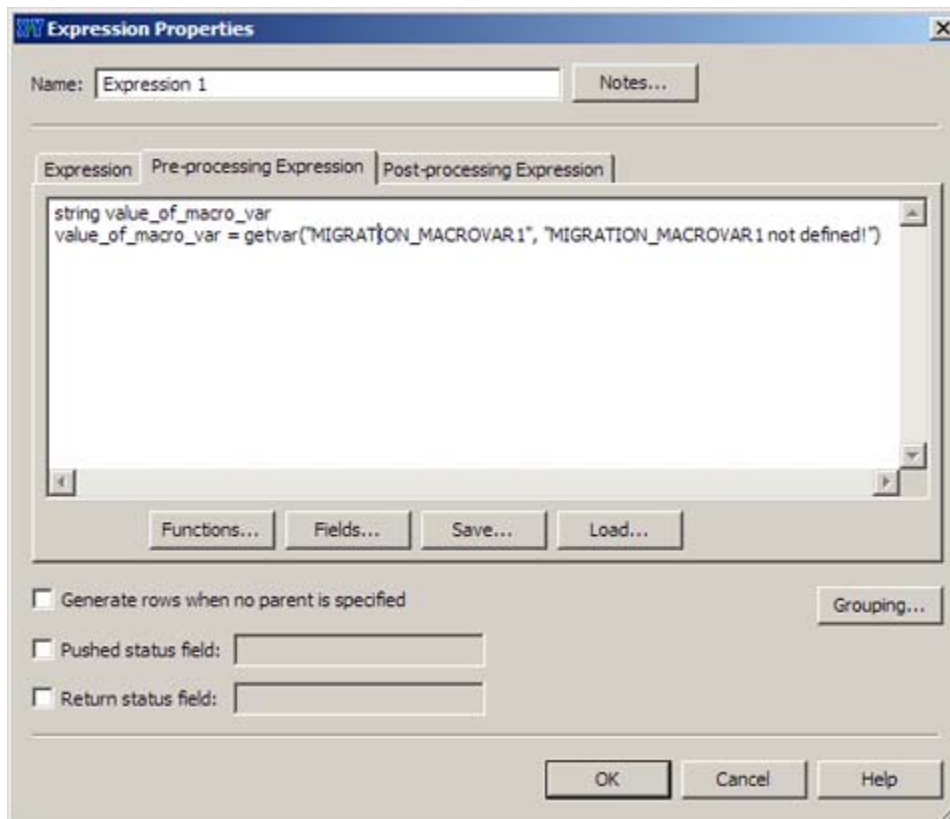 Expression Properties
Name: Expression 1 Notes...
Expression Pre-processing Expression Post-processing Expression
string value_of_macro_var
value_of_macro_var = getvar("MIGRATION_MACROVAR1", "MIGRATION_MACROVAR1 not defined!")
Functions... Fields... Save... Load...
Generate rows when no parent is specified Grouping...
Pushed status field:
Return status field:
OK Cancel Help